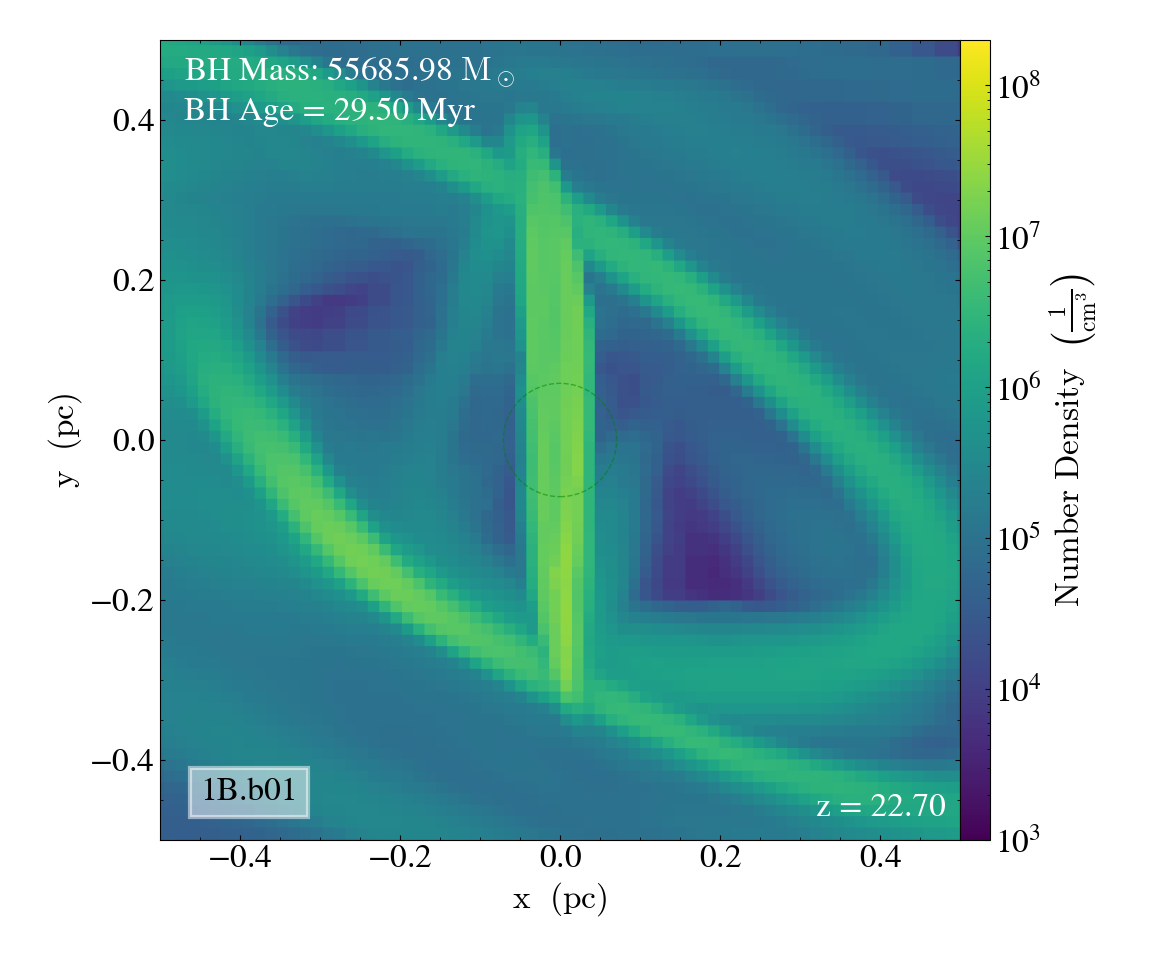 BH Mass: 55685.98 M⊙
BH Age = 29.50 Myr
1B.b01
z = 22.70
0.4
0.2
0.0
−0.2
−0.4
y (pc)
−0.4 −0.2 0.0 0.2 0.4
x (pc)
10⁸
10⁷
10⁶
10⁵
10⁴
10³
Number Density (1/cm³)